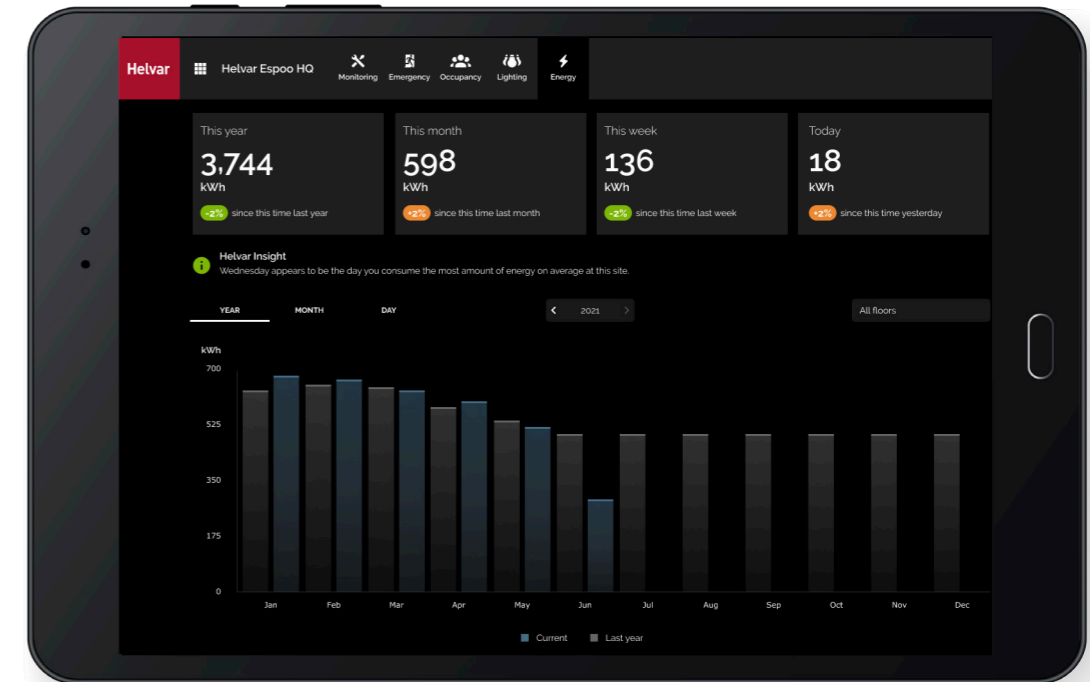 Helvar
Helvar Espoo HQ
Monitoring
Emergency
Occupancy
Lighting
Energy
This year
3,744
kWh
-2% since this time last year
This month
598
kWh
+2% since this time last month
This week
136
kWh
-2% since this time last week
Today
18
kWh
+2% since this time yesterday
Helvar Insight
Wednesday appears to be the day you consume the most amount of energy on average at this site.
YEAR MONTH DAY
2021
All floors
kWh
700
525
350
175
0
Jan Feb Mar Apr May Jun Jul Aug Sep Oct Nov Dec
Current Last year